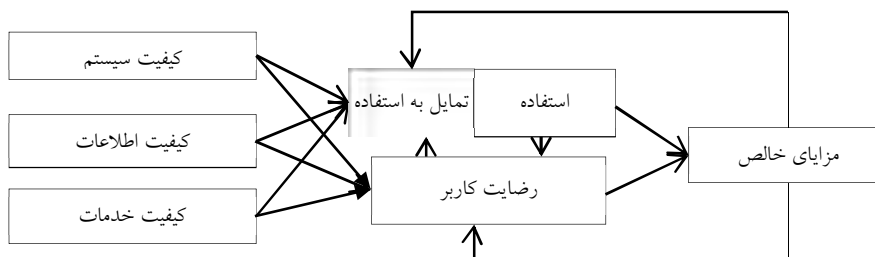 کیفیت سیستم
تمایل به استفاده
استفاده
کیفیت اطلاعات
مزایای خالص
رضایت کاربر
کیفیت خدمات